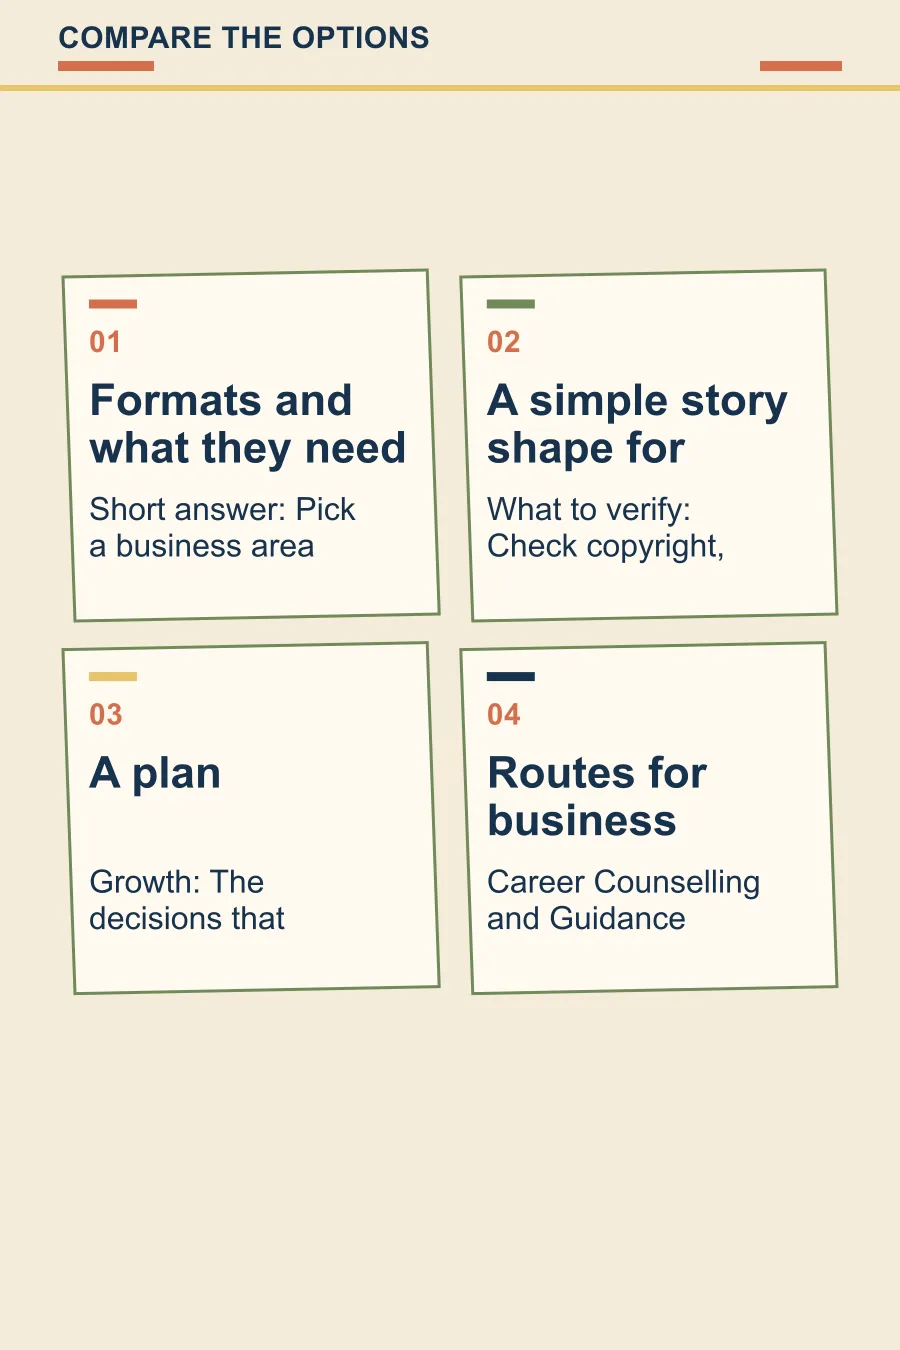 COMPARE THE OPTIONS
01
Formats and
what they need
Short answer: Pick
a business area
02
A simple story
shape for
What to verify:
Check copyright,
03
A plan
Growth: The
decisions that
04
Routes for
business
Career Counselling
and Guidance